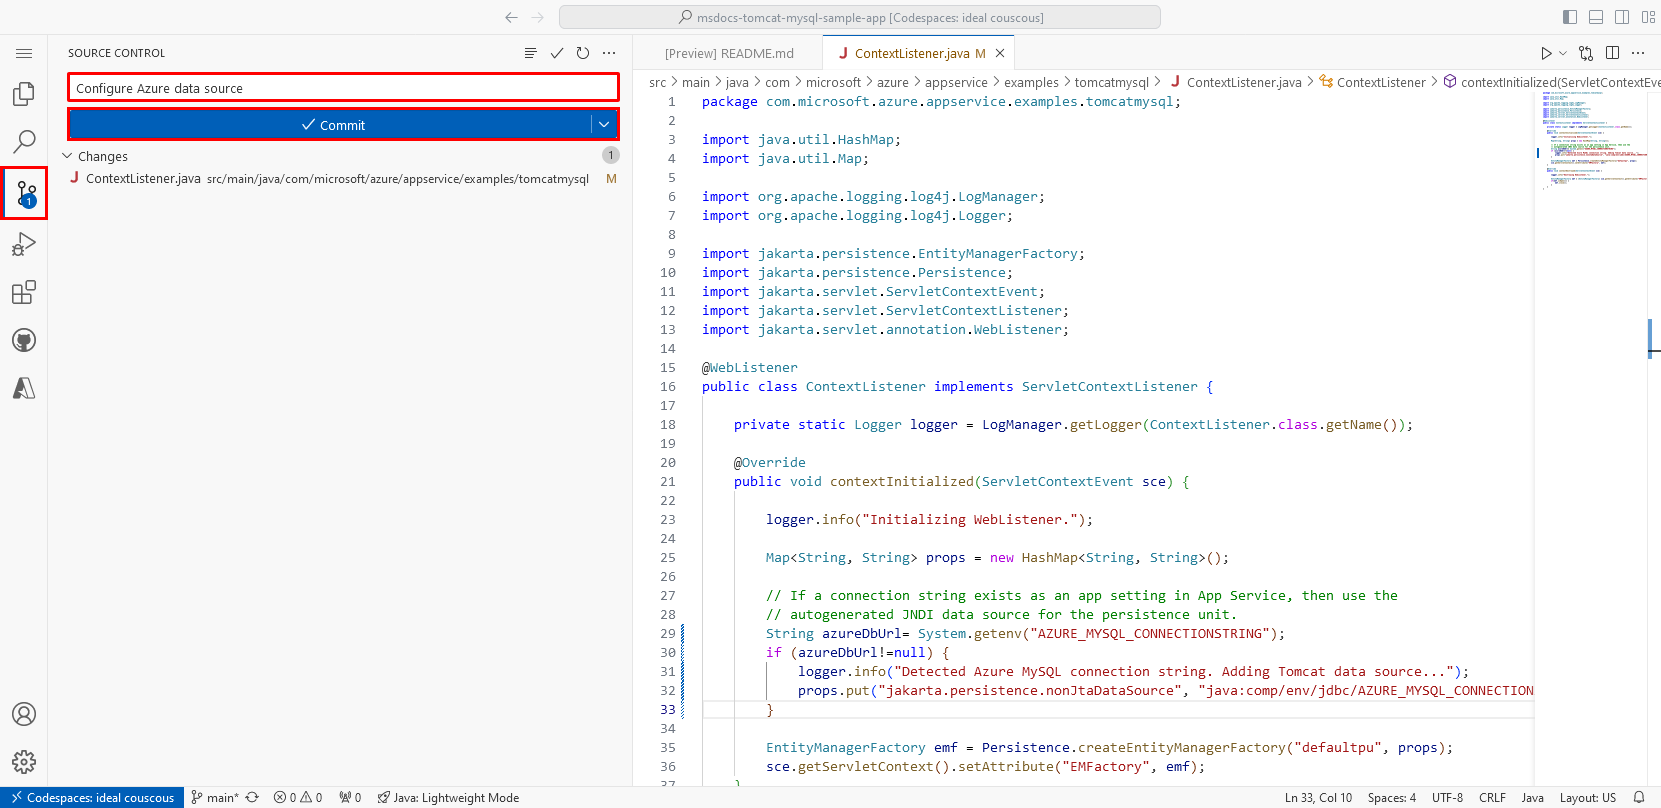 msdocs-tomcat-mysql-sample-app [Codespaces: ideal couscous]
SOURCE CONTROL
Configure Azure data source
Commit
Changes 1
ContextListener.java src/main/java/com/microsoft/azure/appservice/examples/tomcatmysql M
1
[Preview] README.md
J ContextListener.java M
src > main > java > com > microsoft > azure > appservice > examples > tomcatmysql > J ContextListener.java > ContextListener > contextInitialized(ServletContextEve
1 package com.microsoft.azure.appservice.examples.tomcatmysql;
2
3 import java.util.HashMap;
4 import java.util.Map;
5
6 import org.apache.logging.log4j.LogManager;
7 import org.apache.logging.log4j.Logger;
8
9 import jakarta.persistence.EntityManagerFactory;
10 import jakarta.persistence.Persistence;
11 import jakarta.servlet.ServletContextEvent;
12 import jakarta.servlet.ServletContextListener;
13 import jakarta.servlet.annotation.WebListener;
14
15 @WebListener
16 public class ContextListener implements ServletContextListener {
17
18 private static Logger logger = LogManager.getLogger(ContextListener.class.getName());
19
20 @Override
21 public void contextInitialized(ServletContextEvent sce) {
22
23 logger.info("Initializing WebListener.");
24
25 Map<String, String> props = new HashMap<String, String>();
26
27 // If a connection string exists as an app setting in App Service, then use the
28 // autogenerated JNDI data source for the persistence unit.
29 String azureDbUrl= System.getenv("AZURE_MYSQL_CONNECTIONSTRING");
30 if (azureDbUrl!=null) {
31 logger.info("Detected Azure MySQL connection string. Adding Tomcat data source...");
32 props.put("jakarta.persistence.nonJtaDataSource", "java:comp/env/jdbc/AZURE_MYSQL_CONNECTION
33 }
34
35 EntityManagerFactory emf = Persistence.createEntityManagerFactory("defaultpu", props);
36 sce.getServletContext().setAttribute("EMFactory", emf);
37 }
Codespaces: ideal couscous main* 0 0 0 Java: Lightweight Mode Ln 33, Col 10 Spaces: 4 UTF-8 CRLF Java Layout: US